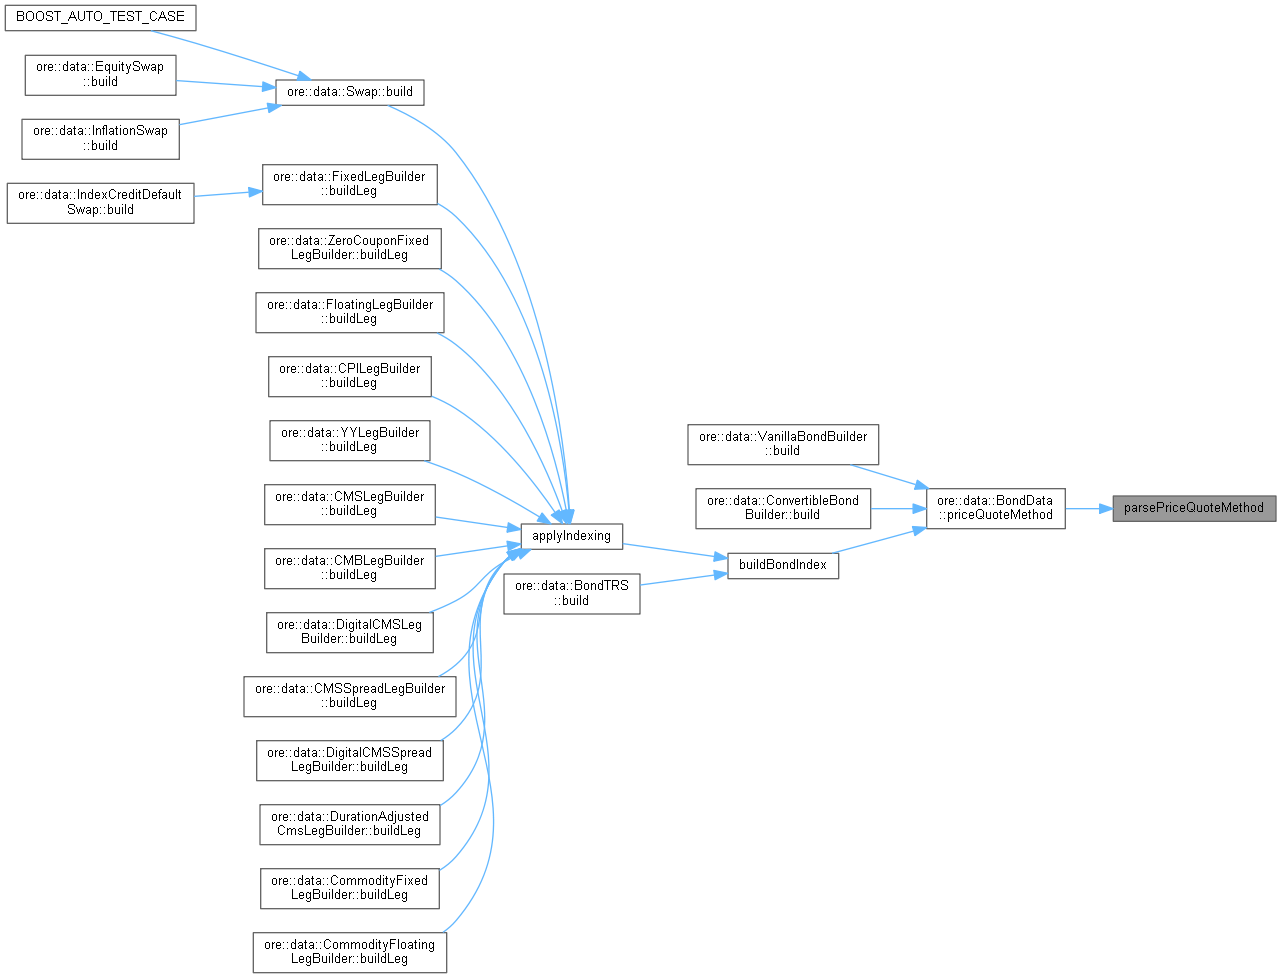 BOOST_AUTO_TEST_CASE
ore::data::EquitySwap
::build
ore::data::Swap::build
ore::data::InflationSwap
::build
ore::data::FixedLegBuilder
::buildLeg
ore::data::IndexCreditDefault
Swap::build
ore::data::ZeroCouponFixed
LegBuilder::buildLeg
ore::data::FloatingLegBuilder
::buildLeg
ore::data::CPILegBuilder
::buildLeg
ore::data::YYLegBuilder
::buildLeg
ore::data::VanillaBondBuilder
::build
ore::data::CMSLegBuilder
::buildLeg
ore::data::ConvertibleBond
Builder::build
ore::data::BondData
::priceQuoteMethod
parsePriceQuoteMethod
applyIndexing
buildBondIndex
ore::data::CMBLegBuilder
::buildLeg
ore::data::BondTRS
::build
ore::data::DigitalCMSLeg
Builder::buildLeg
ore::data::CMSSpreadLegBuilder
::buildLeg
ore::data::DigitalCMSSpread
LegBuilder::buildLeg
ore::data::DurationAdjusted
CmsLegBuilder::buildLeg
ore::data::CommodityFixed
LegBuilder::buildLeg
ore::data::CommodityFloating
LegBuilder::buildLeg